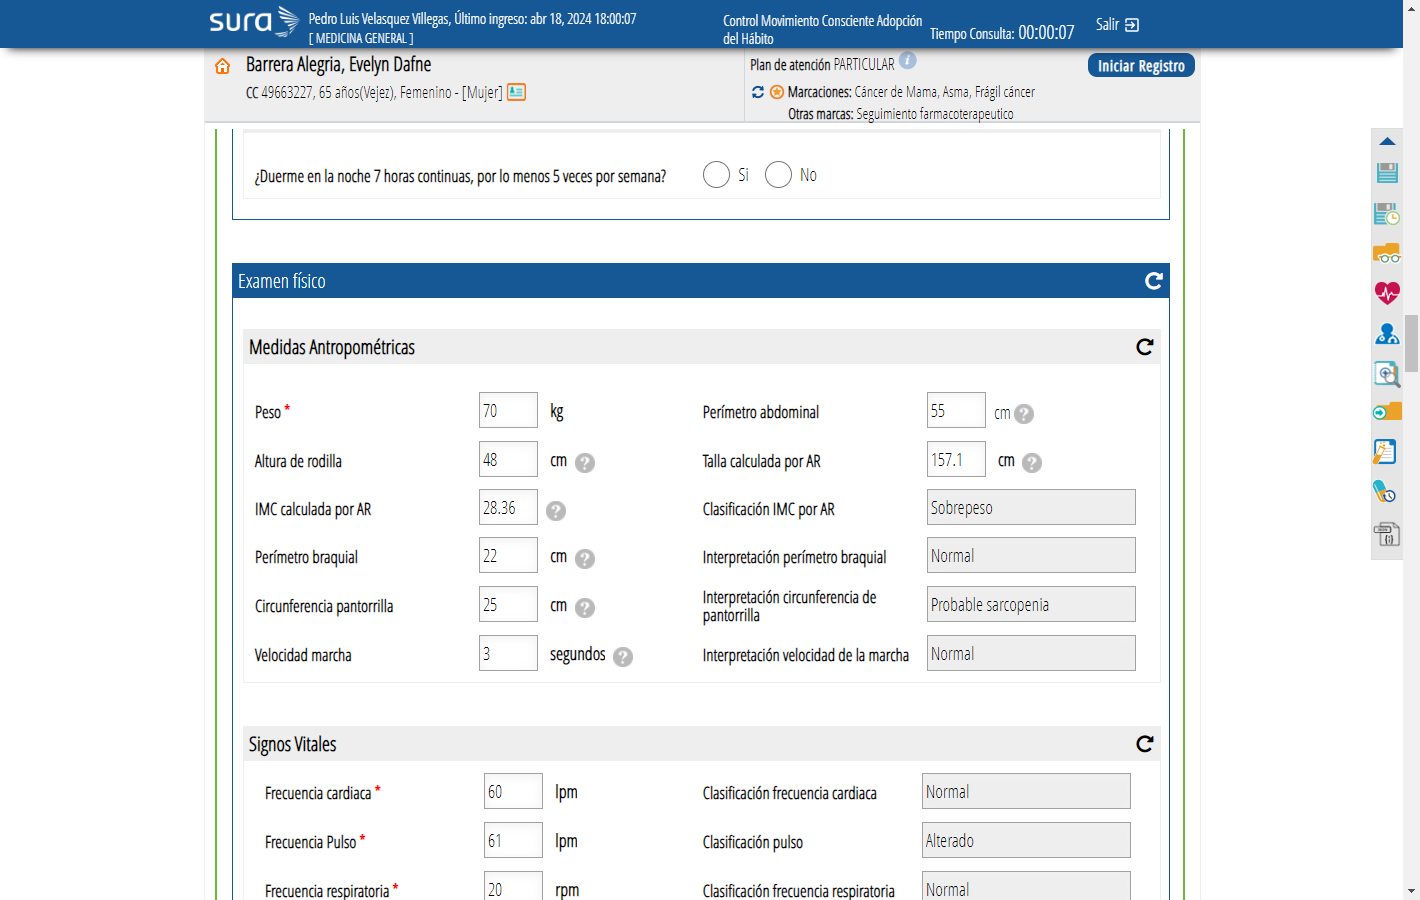 sura
Pedro Luis Velasquez Villegas, Último ingreso: abr 18, 2024 18:00:07
[ MEDICINA GENERAL ]
Control Movimiento Consciente Adopción
del Hábito
Tiempo Consulta: 00:00:07
Salir
Barrera Alegria, Evelyn Dafne
CC 49663227, 65 años(Vejez), Femenino - [Mujer]
Plan de atención PARTICULAR
Marcaciones: Cáncer de Mama, Asma, Frágil cáncer
Otras marcas: Seguimiento farmacoterapeutico
Iniciar Registro
¿Duerme en la noche 7 horas continuas, por lo menos 5 veces por semana? Si No
Examen físico
Medidas Antropométricas
Peso * 70 kg Perímetro abdominal 55 cm ?
Altura de rodilla 48 cm ? Talla calculada por AR 157.1 cm ?
IMC calculada por AR 28.36 ? Clasificación IMC por AR Sobrepeso
Perímetro braquial 22 cm ? Interpretación perímetro braquial Normal
Circunferencia pantorrilla 25 cm ? Interpretación circunferencia de
pantorrilla Probable sarcopenia
Velocidad marcha 3 segundos ? Interpretación velocidad de la marcha Normal
Signos Vitales
Frecuencia cardiaca * 60 lpm Clasificación frecuencia cardiaca Normal
Frecuencia Pulso * 61 lpm Clasificación pulso Alterado
Frecuencia respiratoria * 20 rpm Clasificación frecuencia respiratoria Normal